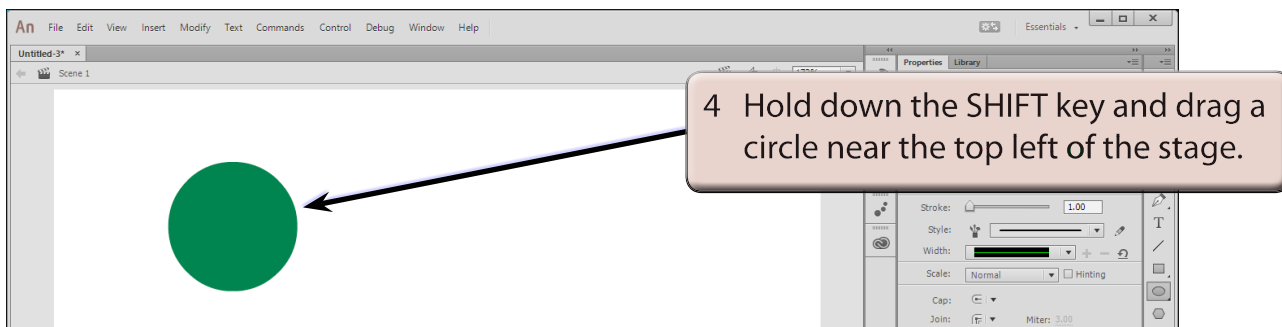 An File Edit View Insert Modify Text Commands Control Debug Window Help Essentials
Untitled-3* ×
Scene 1
Properties Library
4 Hold down the SHIFT key and drag a
circle near the top left of the stage.
Stroke: 1.00
Style:
Width:
Scale: Normal Hinting
Cap:
Join: Miter: 3.00
T